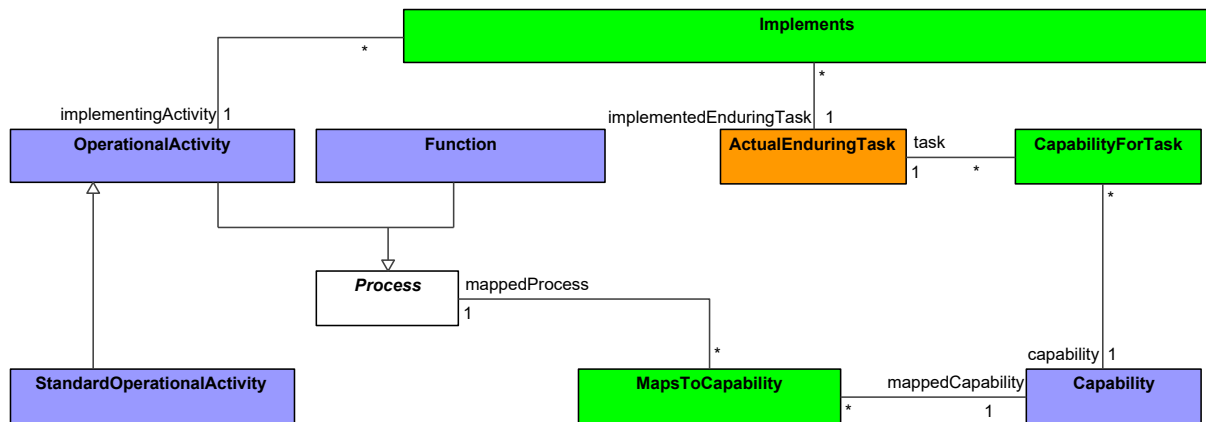 Implements
*
*
implementingActivity 1
implementedEnduringTask 1
OperationalActivity
Function
ActualEnduringTask
task
1
*
CapabilityForTask
*
Process
mappedProcess
1
*
capability 1
StandardOperationalActivity
MapsToCapability
mappedCapability
*
1
Capability